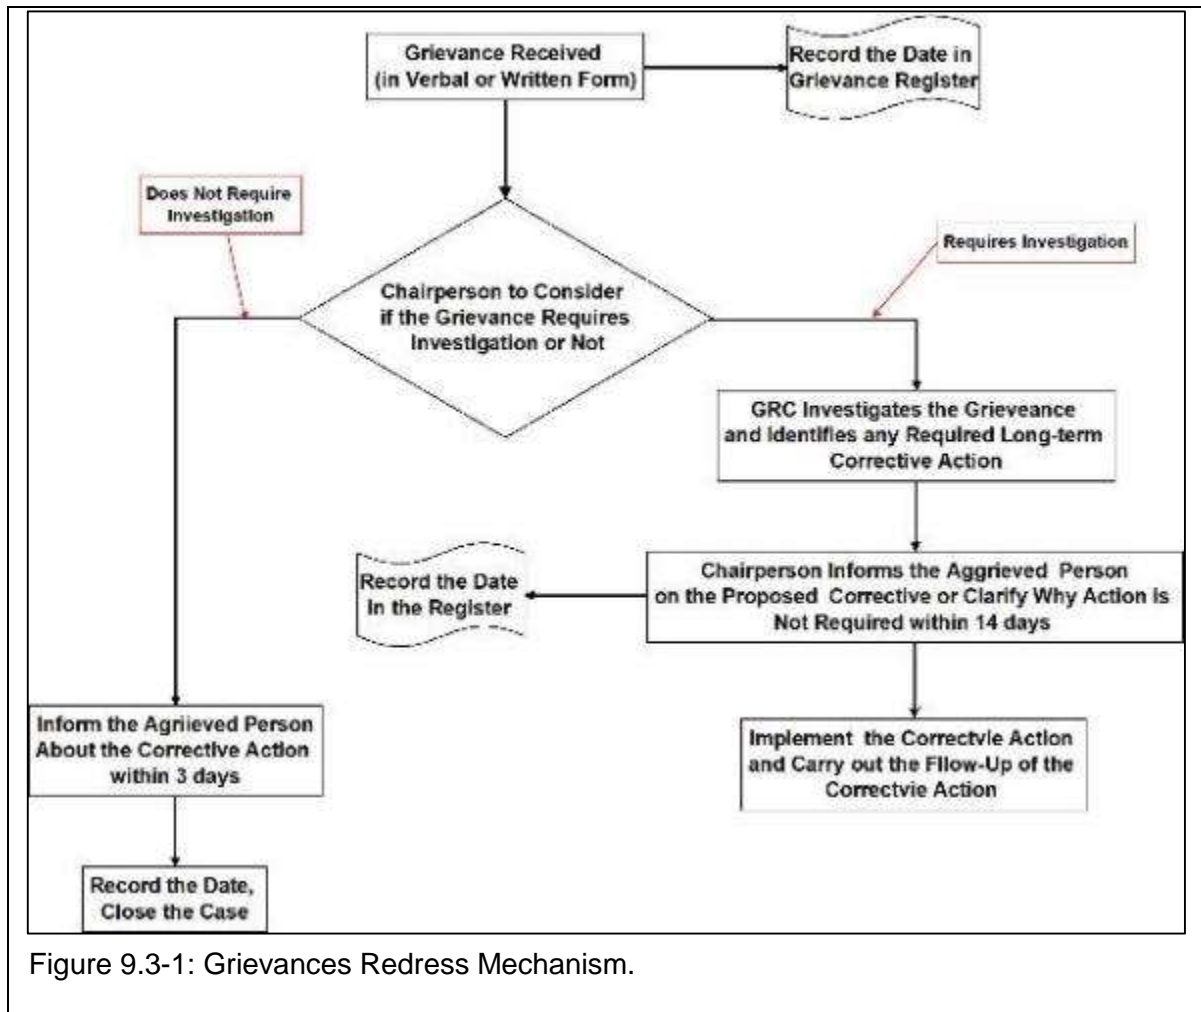 Grievance Received
(in Verbal or Written Form)
Record the Date in
Grievance Register
Does Not Require
Investigation
Requires Investigation
Chairperson to Consider
if the Grievance Requires
Investigation or Not
GRC Investigates the Grieveance
and Identifies any Required Long-term
Corrective Action
Record the Date
In the Register
Chairperson Informs the Aggrieved Person
on the Proposed Corrective or Clarify Why Action is
Not Required within 14 days
Inform the Agriieved Person
About the Corrective Action
within 3 days
Implement the Correctvie Action
and Carry out the Fllow-Up of the
Correctvie Action
Record the Date,
Close the Case
Figure 9.3-1: Grievances Redress Mechanism.